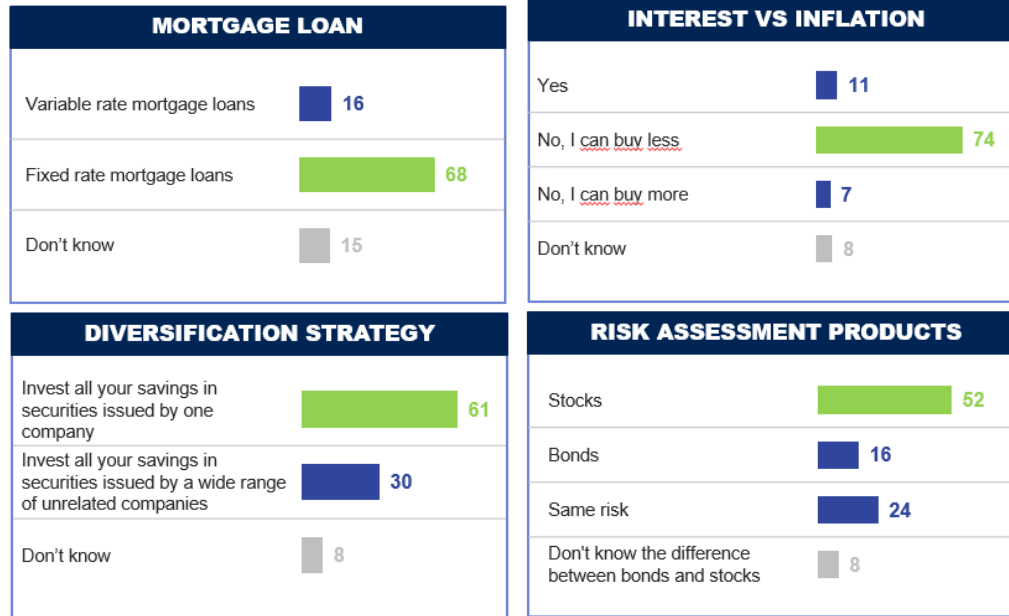 MORTGAGE LOAN
Variable rate mortgage loans 16
Fixed rate mortgage loans 68
Don’t know 15
INTEREST VS INFLATION
Yes 11
No, I can buy less 74
No, I can buy more 7
Don’t know 8
DIVERSIFICATION STRATEGY
Invest all your savings in
securities issued by one 61
company
Invest all your savings in
securities issued by a wide range 30
of unrelated companies
Don’t know 8
RISK ASSESSMENT PRODUCTS
Stocks 52
Bonds 16
Same risk 24
Don't know the difference
between bonds and stocks 8